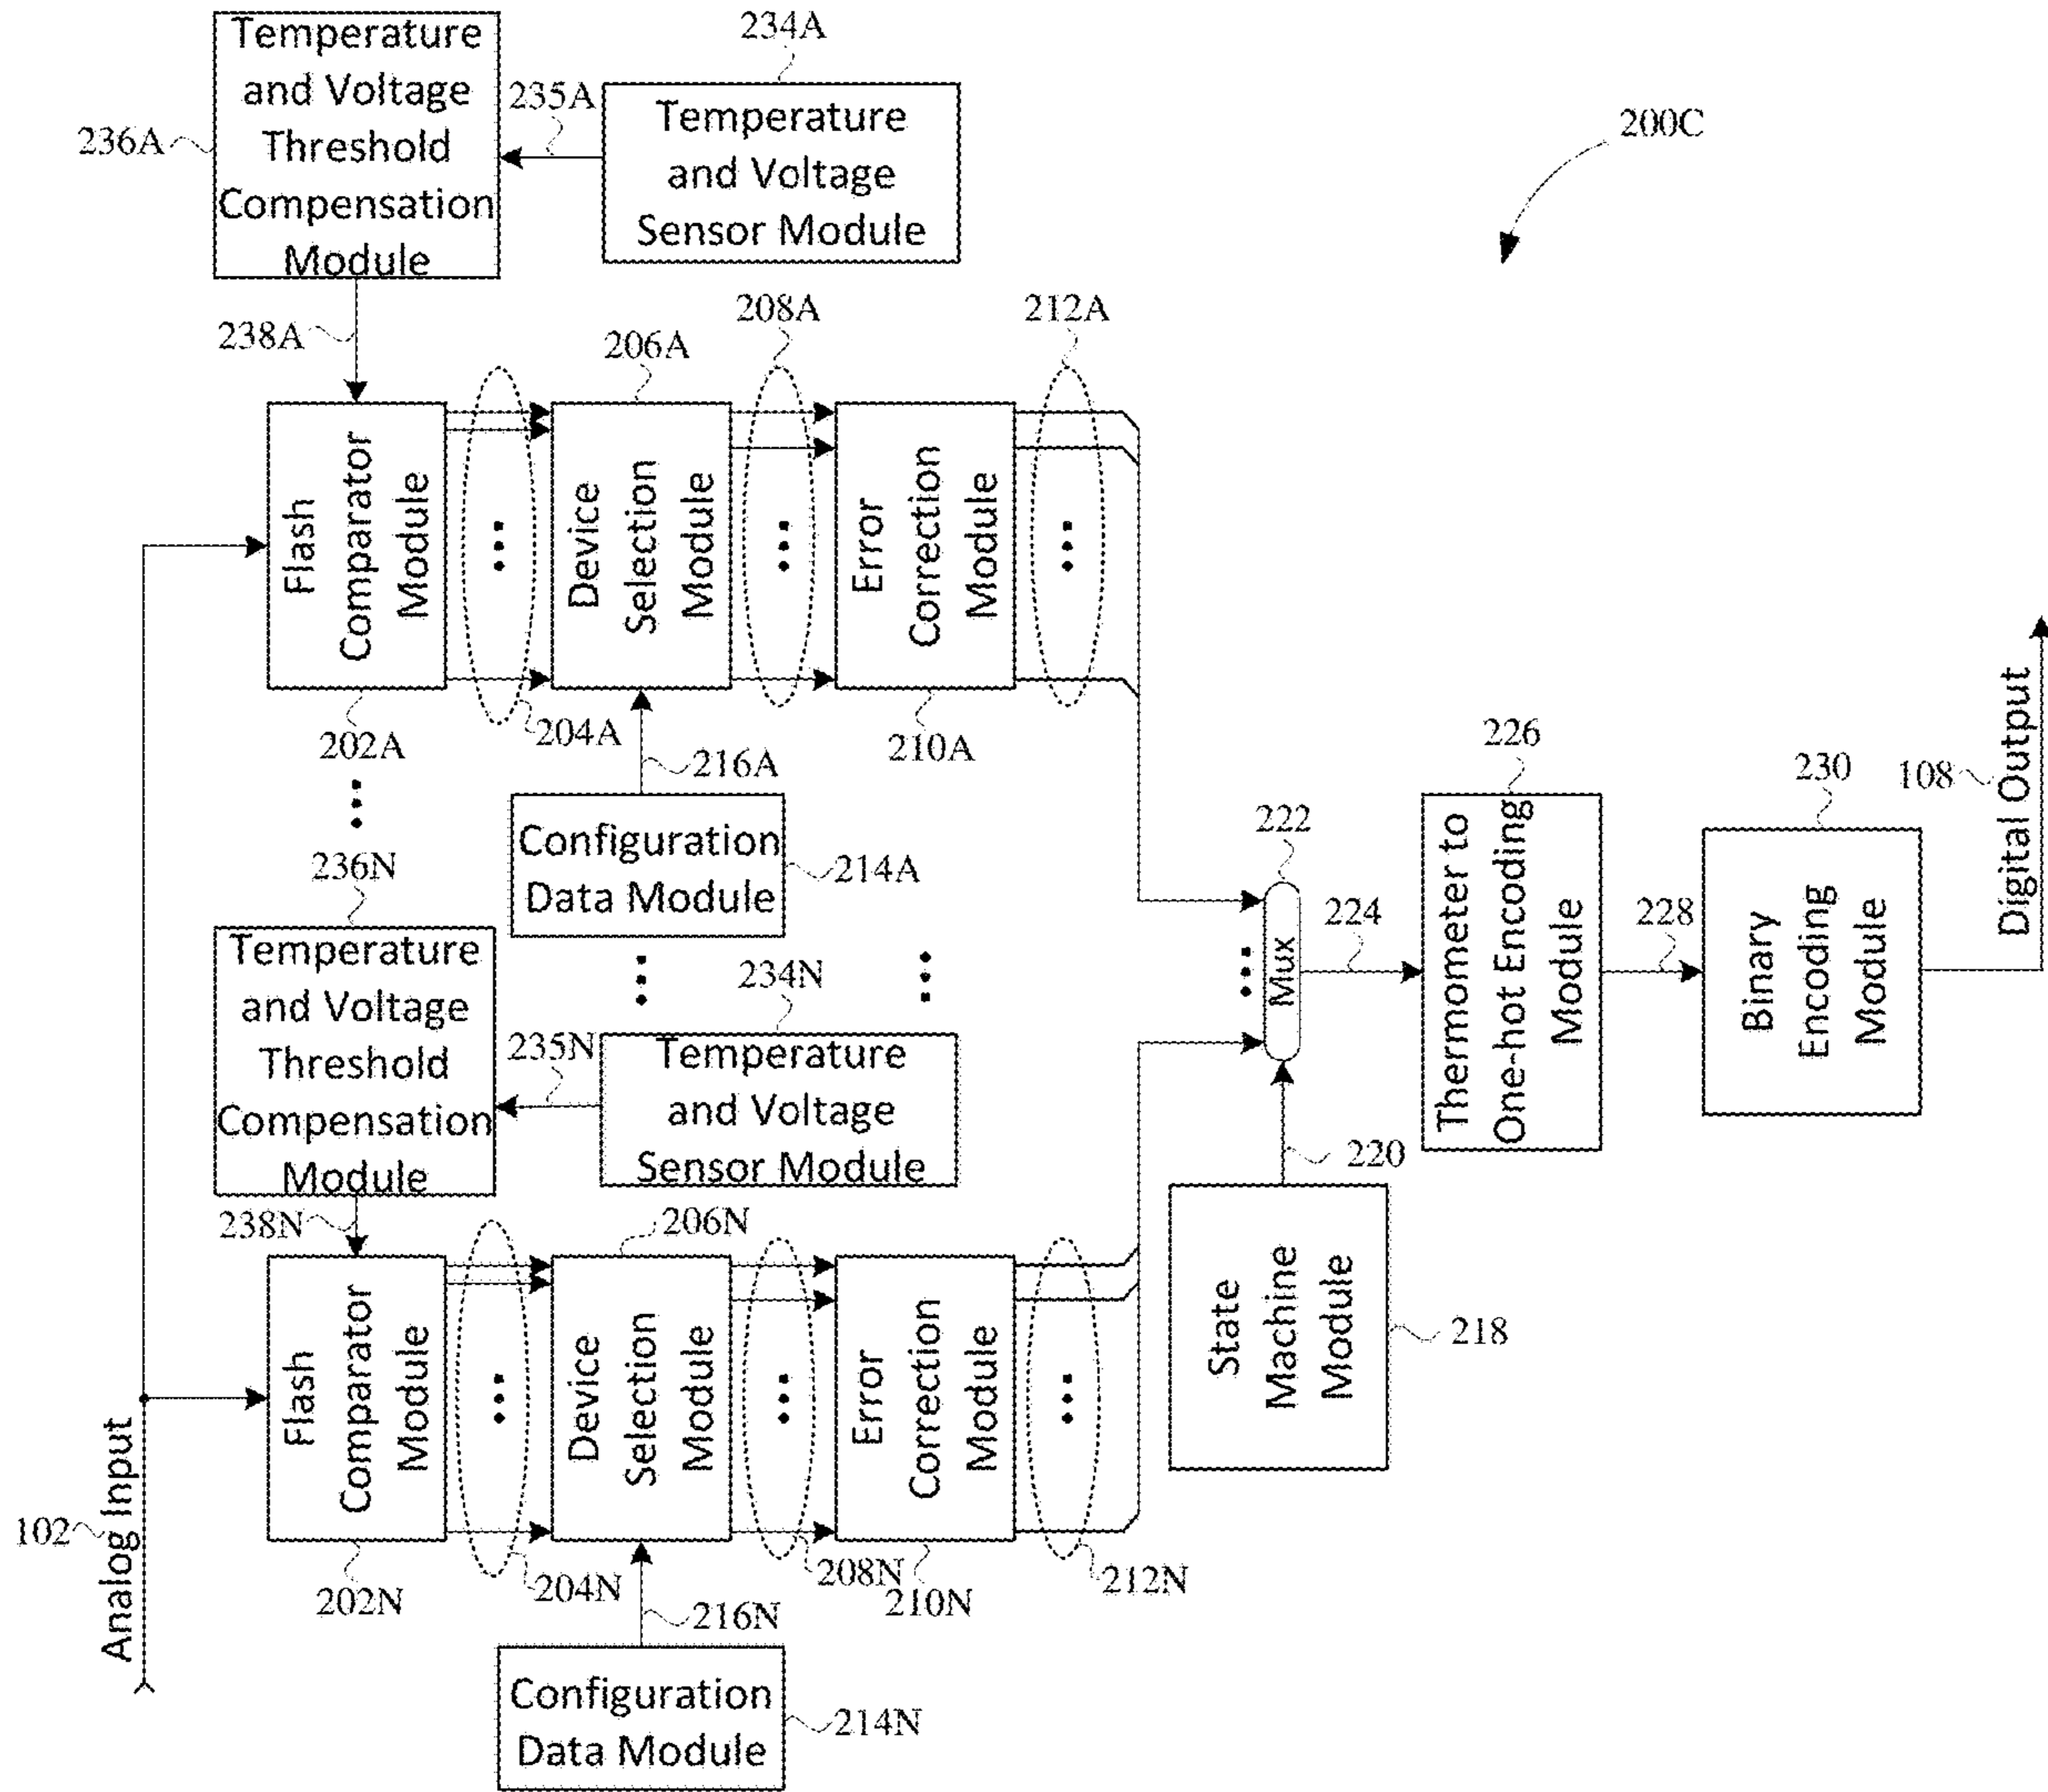 Temperature
and Voltage
Threshold
Compensation
Module
236A
235A
234A
Temperature
and Voltage
Sensor Module
200C
238A
208A
212A
206A
Flash
Comparator
Module
Device
Selection
Module
Error
Correction
Module
202A
204A
210A
216A
Configuration
Data Module
214A
236N
Temperature
and Voltage
Threshold
Compensation
Module
235N
234N
Temperature
and Voltage
Sensor Module
222
Mux
224
226
Thermometer to
One-hot Encoding
Module
228
230
Binary
Encoding
Module
108
Digital Output
220
State
Machine
Module
218
238N
206N
Flash
Comparator
Module
Device
Selection
Module
Error
Correction
Module
102
Analog Input
202N
204N
208N
210N
212N
216N
Configuration
Data Module
214N